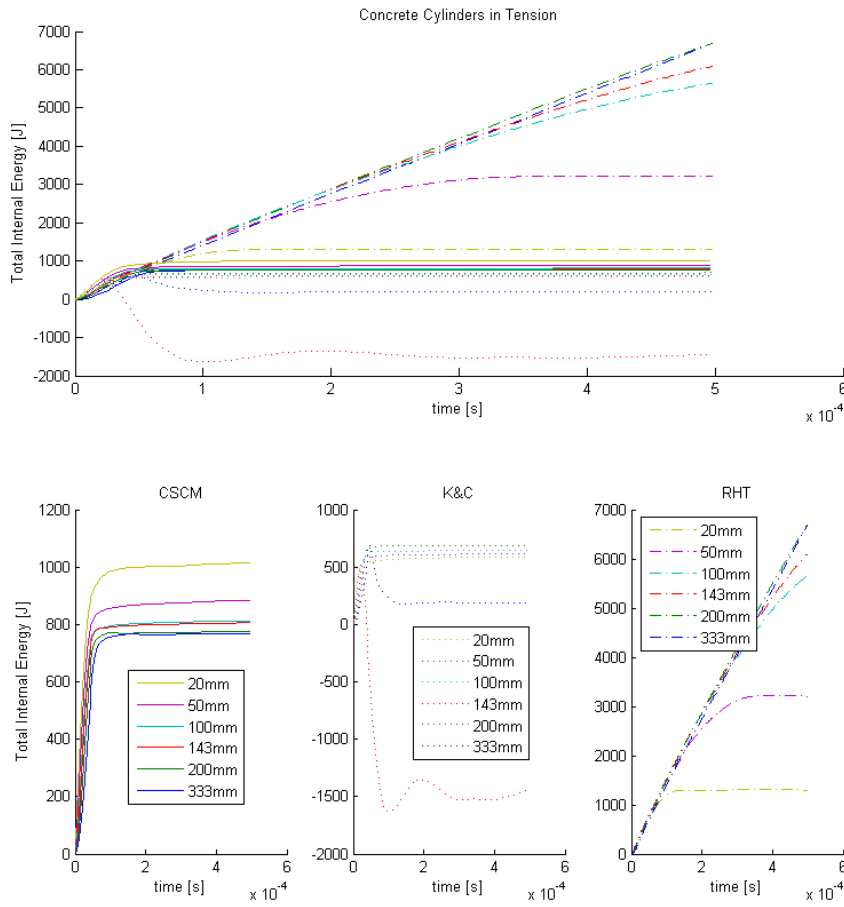 Concrete Cylinders in Tension
Total Internal Energy [J]
7000
6000
5000
4000
3000
2000
1000
0
-1000
-2000
0
1
2
3
4
5
6
time [s]
x 10^-4
CSCM
Total Internal Energy [J]
1200
1000
800
600
400
200
0
20mm
50mm
100mm
143mm
200mm
333mm
0
2
4
6
time [s]
x 10^-4
K&C
1000
500
0
-500
-1000
-1500
-2000
20mm
50mm
100mm
143mm
200mm
333mm
0
2
4
6
time [s]
x 10^-4
RHT
7000
6000
5000
4000
3000
2000
1000
0
20mm
50mm
100mm
143mm
200mm
333mm
0
2
4
6
time [s]
x 10^-4